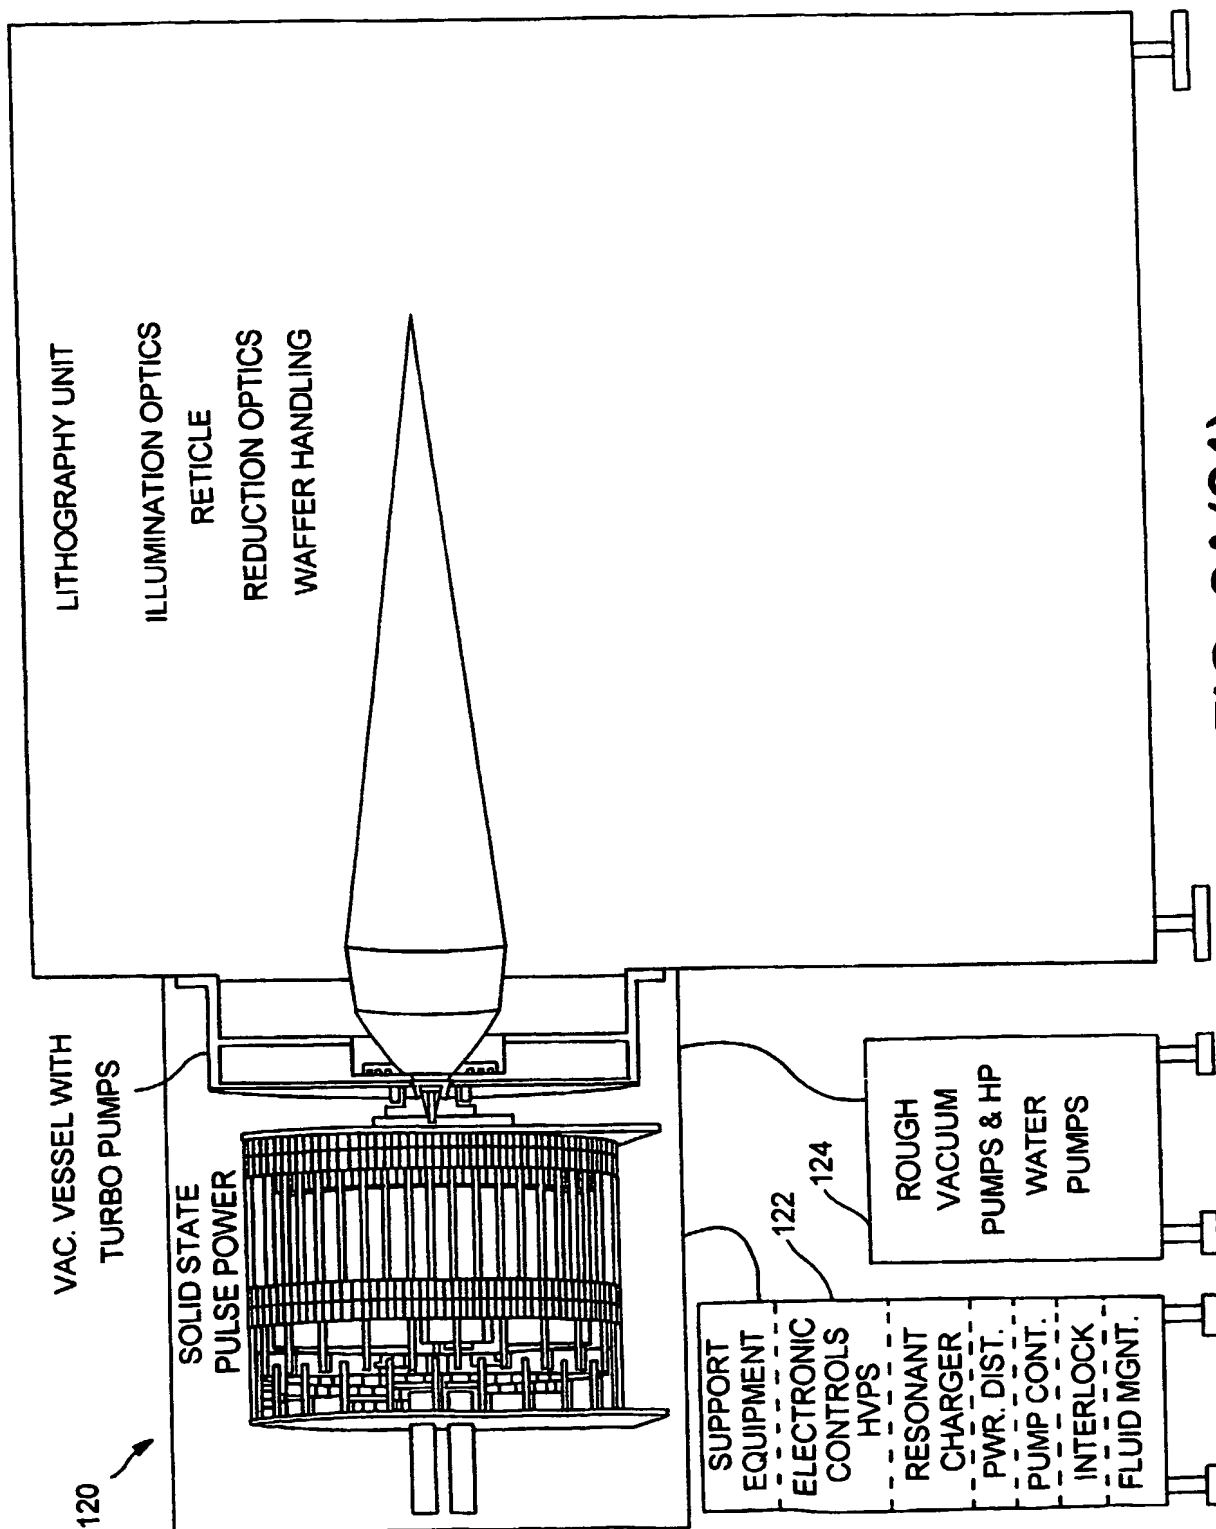 120
VAC. VESSEL WITH
TURBO PUMPS
SOLID STATE
PULSE POWER
LITHOGRAPHY UNIT
ILLUMINATION OPTICS
RETICLE
REDUCTION OPTICS
WAFFER HANDLING
SUPPORT
EQUIPMENT
ELECTRONIC
CONTROLS
HVPS
RESONANT
CHARGER
PWR. DIST.
PUMP CONT.
INTERLOCK
FLUID MGNT.
122
124
ROUGH
VACUUM
PUMPS & HP
WATER
PUMPS